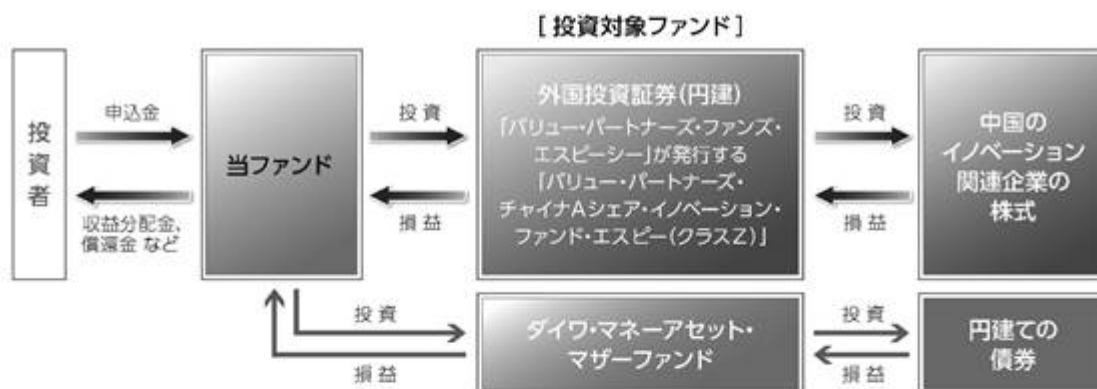 [投資対象ファンド]
投資者
申込金
収益分配金、
償還金 など
当ファンド
投 資
損 益
外国投資証券(円建)
「バリュー・パートナーズ・ファンズ・
エスピーシー」が発行する
「バリュー・パートナーズ・
チャイナAシェア・イノベーション・
ファンド・エスピー(クラスZ)」
投 資
損 益
中国の
イノベーション
関連企業の
株式
投 資
損 益
ダイワ・マネーアセット・
マザーファンド
投 資
損 益
円建ての
債券